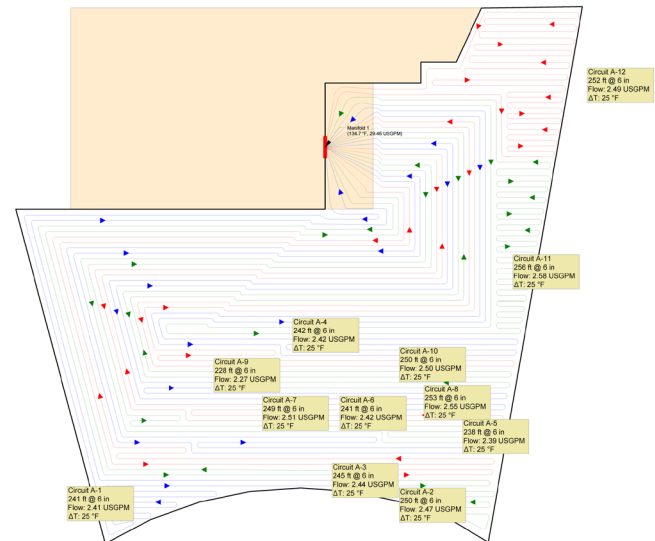 Circuit A-12
252 ft @ 6 in
Flow: 2.49 USGPM
ΔT: 25 °F
Manifold 1
(134.7 °F, 29.46 USGPM)
Circuit A-11
256 ft @ 6 in
Flow: 2.58 USGPM
ΔT: 25 °F
Circuit A-4
242 ft @ 6 in
Flow: 2.42 USGPM
ΔT: 25 °F
Circuit A-10
250 ft @ 6 in
Flow: 2.50 USGPM
ΔT: 25 °F
Circuit A-9
228 ft @ 6 in
Flow: 2.27 USGPM
ΔT: 25 °F
Circuit A-8
253 ft @ 6 in
Flow: 2.55 USGPM
ΔT: 25 °F
Circuit A-7
249 ft @ 6 in
Flow: 2.51 USGPM
ΔT: 25 °F
Circuit A-6
241 ft @ 6 in
Flow: 2.42 USGPM
ΔT: 25 °F
Circuit A-5
238 ft @ 6 in
Flow: 2.39 USGPM
ΔT: 25 °F
Circuit A-3
245 ft @ 6 in
Flow: 2.44 USGPM
ΔT: 25 °F
Circuit A-1
241 ft @ 6 in
Flow: 2.41 USGPM
ΔT: 25 °F
Circuit A-2
250 ft @ 6 in
Flow: 2.47 USGPM
ΔT: 25 °F